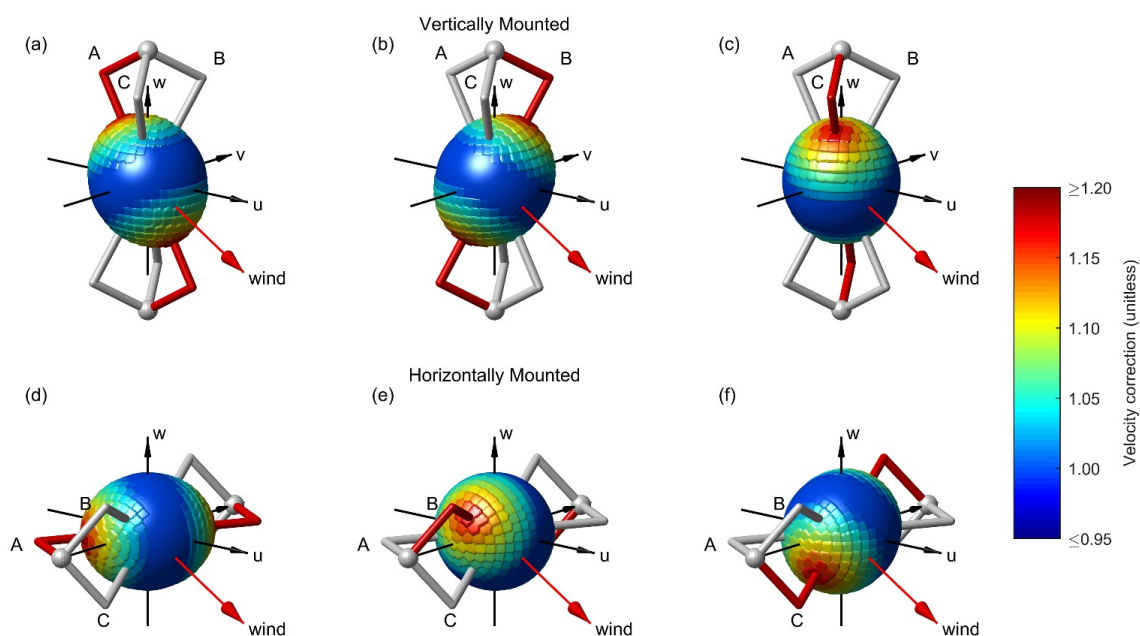 Vertically Mounted
(a)
A
B
C
w
v
u
wind
(b)
A
B
C
w
v
u
wind
(c)
A
B
C
w
v
u
wind
≥1.20
1.15
1.10
1.05
1.00
≤0.95
Velocity correction (unitless)
Horizontally Mounted
(d)
w
B
A
u
C
wind
(e)
w
B
A
u
C
wind
(f)
w
B
A
u
C
wind